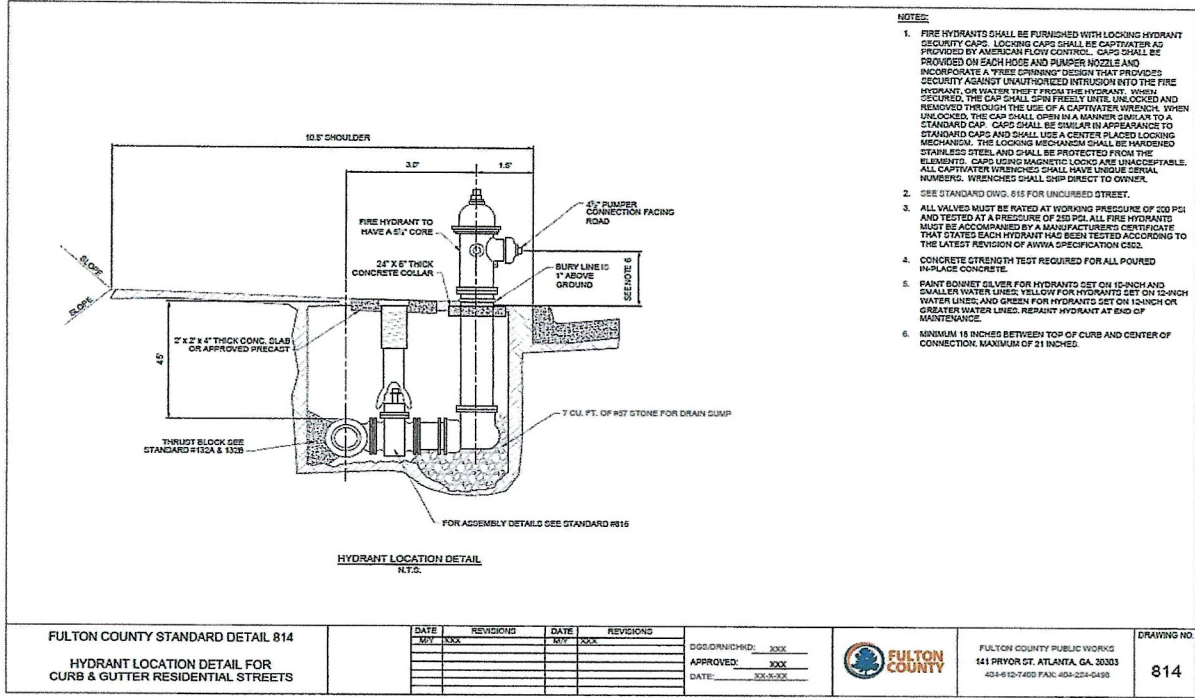 NOTES:
1. FIRE HYDRANTS SHALL BE FURNISHED WITH LOCKING HYDRANT
SECURITY CAPS. LOCKING CAPS SHALL BE CAPTIVATER AS
PROVIDED BY AMERICAN FLOW CONTROL. CAPS SHALL BE
PROVIDED ON EACH HOSE AND PUMPER NOZZLE AND
INCORPORATE A "FREE SPINNING" DESIGN THAT PROVIDES
SECURITY AGAINST UNAUTHORIZED INTRUSION INTO THE FIRE
HYDRANT, OR WATER THEFT FROM THE HYDRANT. WHEN
SECURED, THE CAP SHALL SPIN FREELY UNTIL UNLOCKED AND
REMOVED THROUGH THE USE OF A CAPTIVATER WRENCH. WHEN
UNLOCKED, THE CAP SHALL OPEN IN A MANNER SIMILAR TO A
STANDARD CAP. CAPS SHALL BE SIMILAR IN APPEARANCE TO
STANDARD CAPS AND SHALL USE A CENTER PLACED LOCKING
MECHANISM. THE LOCKING MECHANISM SHALL BE HARDENED
STAINLESS STEEL AND SHALL BE PROTECTED FROM THE
ELEMENTS. CAPS USING MAGNETIC LOCKS ARE UNACCEPTABLE.
ALL CAPTIVATER WRENCHES SHALL HAVE UNIQUE SERIAL
NUMBERS. WRENCHES SHALL SHIP DIRECT TO OWNER.
2. SEE STANDARD DWG. 815 FOR UNCURBED STREET.
3. ALL VALVES MUST BE RATED AT WORKING PRESSURE OF 200 PSI
AND TESTED AT A PRESSURE OF 250 PSI. ALL FIRE HYDRANTS
MUST BE ACCOMPANIED BY A MANUFACTURER'S CERTIFICATE
THAT STATES EACH HYDRANT HAS BEEN TESTED ACCORDING TO
THE LATEST REVISION OF AWWA SPECIFICATION C502.
4. CONCRETE STRENGTH TEST REQUIRED FOR ALL POURED
IN-PLACE CONCRETE.
5. PAINT BONNET SILVER FOR HYDRANTS SET ON 10-INCH AND
SMALLER WATER LINES; YELLOW FOR HYDRANTS SET ON 12-INCH
WATER LINES; AND GREEN FOR HYDRANTS SET ON 12-INCH OR
GREATER WATER LINES. REPAINT HYDRANT AT END OF
MAINTENANCE.
6. MINIMUM 18 INCHES BETWEEN TOP OF CURB AND CENTER OF
CONNECTION. MAXIMUM OF 21 INCHES.
10.5' SHOULDER
3.0'
1.5'
4½" PUMPER
CONNECTION FACING
ROAD
FIRE HYDRANT TO
HAVE A 5¼" CORE
24" X 6" THICK
CONCRETE COLLAR
BURY LINE IS
1" ABOVE
GROUND
SEE NOTE 6
SLOPE
SLOPE
2' x 2' x 4" THICK CONC. SLAB
OR APPROVED PRECAST
7 CU. FT. OF #57 STONE FOR DRAIN SUMP
THRUST BLOCK SEE
STANDARD #132A & 132B
FOR ASSEMBLY DETAILS SEE STANDARD #816
HYDRANT LOCATION DETAIL
N.T.S.
FULTON COUNTY STANDARD DETAIL 814
HYDRANT LOCATION DETAIL FOR
CURB & GUTTER RESIDENTIAL STREETS
DATE REVISIONS DATE REVISIONS
M/Y XXX M/Y XXX
DGS/DRN/CHKD: XXX
APPROVED: XXX
DATE: XX-X-XX
FULTON
COUNTY
FULTON COUNTY PUBLIC WORKS
141 PRYOR ST. ATLANTA, GA. 30303
404-612-7400 FAX: 404-224-0498
DRAWING NO.
814